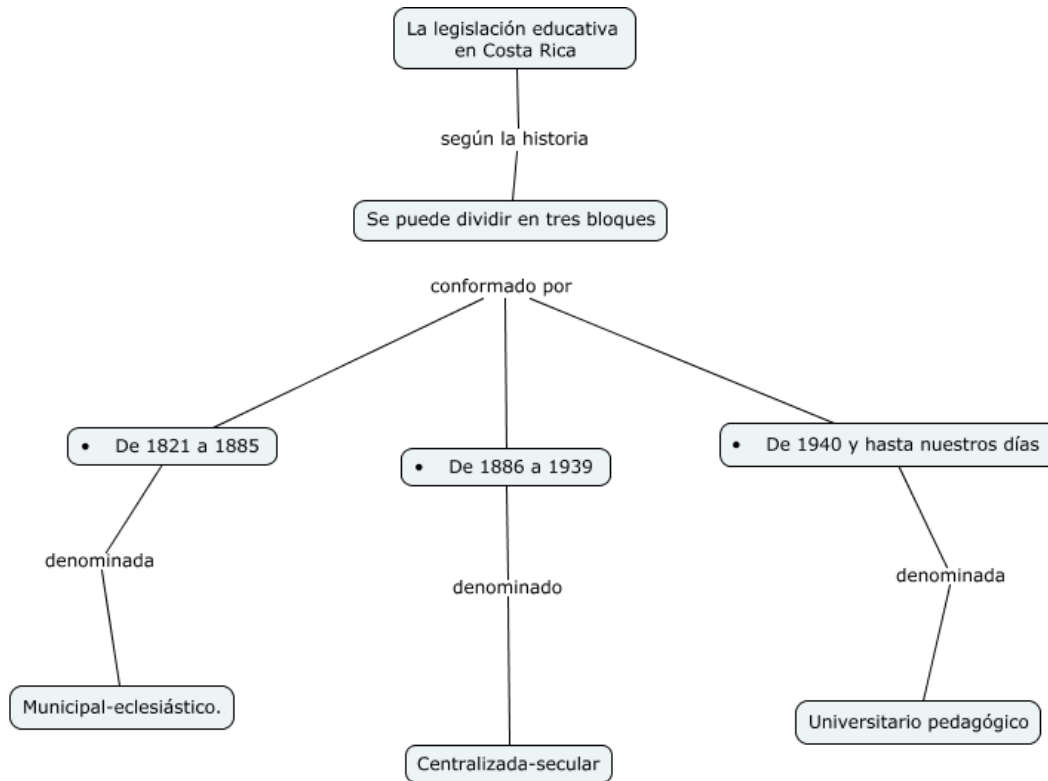 La legislación educativa
en Costa Rica
según la historia
Se puede dividir en tres bloques
conformado por
• De 1821 a 1885
• De 1886 a 1939
• De 1940 y hasta nuestros días
denominada
denominado
denominada
Municipal-eclesiástico.
Centralizada-secular
Universitario pedagógico